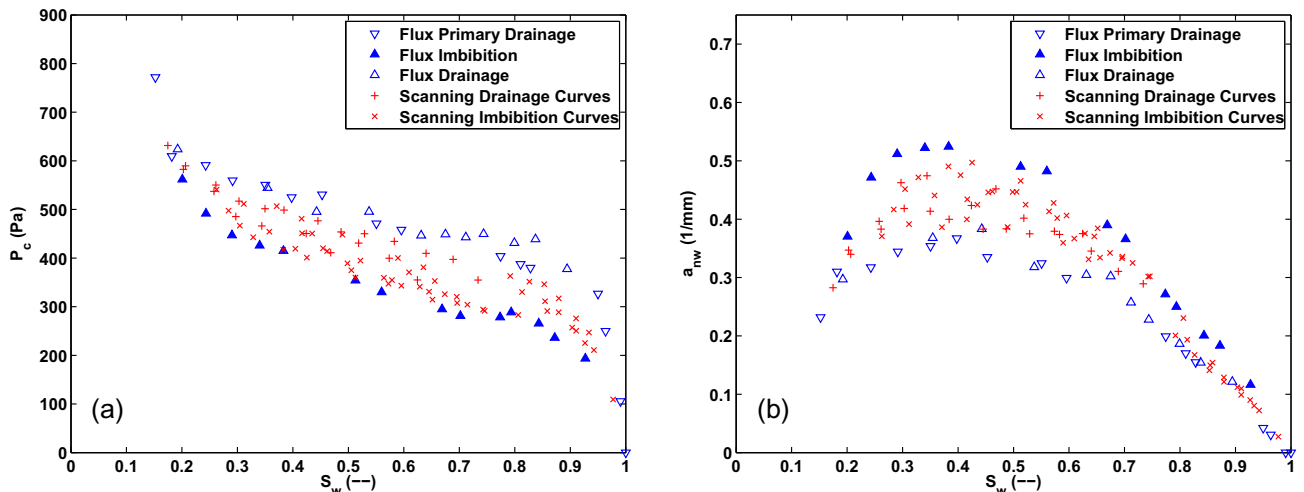 900
800
700
600
500
400
300
200
100
0
P_c (Pa)
0 0.1 0.2 0.3 0.4 0.5 0.6 0.7 0.8 0.9 1
S_w (−−)
Flux Primary Drainage
Flux Imbibition
Flux Drainage
Scanning Drainage Curves
Scanning Imbibition Curves
(a)
0.7
0.6
0.5
0.4
0.3
0.2
0.1
0
a_nw (1/mm)
0 0.1 0.2 0.3 0.4 0.5 0.6 0.7 0.8 0.9 1
S_w (−−)
Flux Primary Drainage
Flux Imbibition
Flux Drainage
Scanning Drainage Curves
Scanning Imbibition Curves
(b)